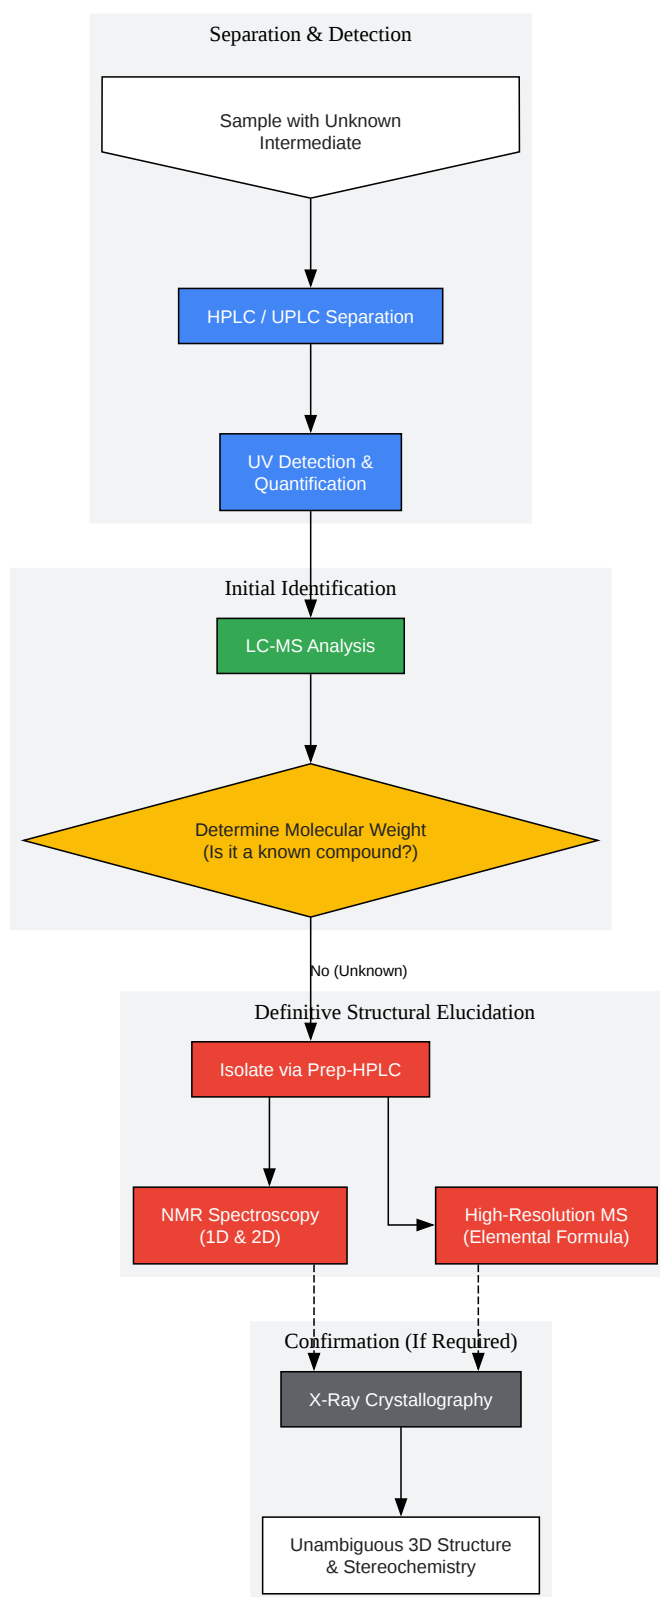 Separation & Detection
Sample with Unknown
Intermediate
HPLC / UPLC Separation
UV Detection &
Quantification
Initial Identification
LC-MS Analysis
Determine Molecular Weight
(Is it a known compound?)
No (Unknown)
Definitive Structural Elucidation
Isolate via Prep-HPLC
NMR Spectroscopy
(1D & 2D)
High-Resolution MS
(Elemental Formula)
Confirmation (If Required)
X-Ray Crystallography
Unambiguous 3D Structure
& Stereochemistry